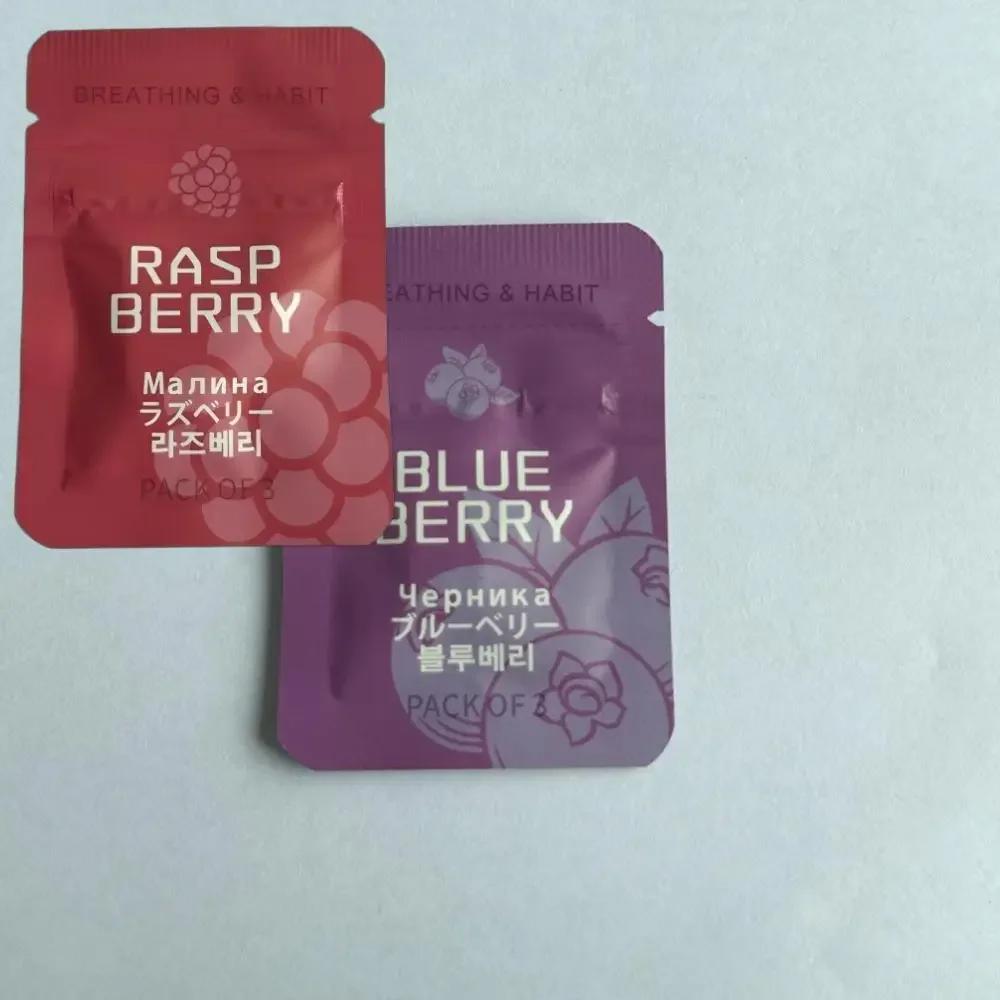 BREATHING & HABIT
RASP
BERRY
Малина
ラズベリー
라즈베리
PACK OF 3
EATHING & HABIT
BLUE
BERRY
Черника
ブルーベリー
블루베리
PACK OF 3